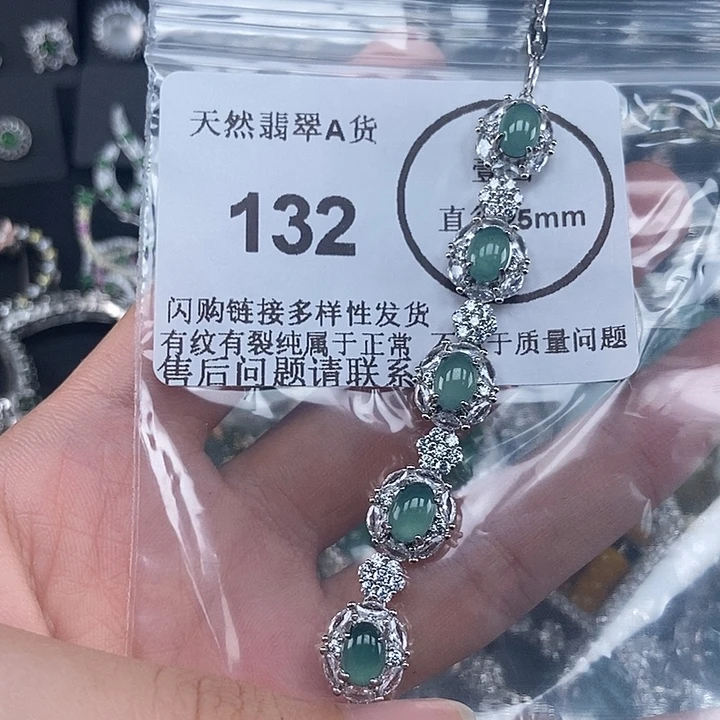 天然翡翠A货
132
直 5mm
闪购链接多样性发货
有纹有裂纯属于正常 于质量问题
售后问题请联系